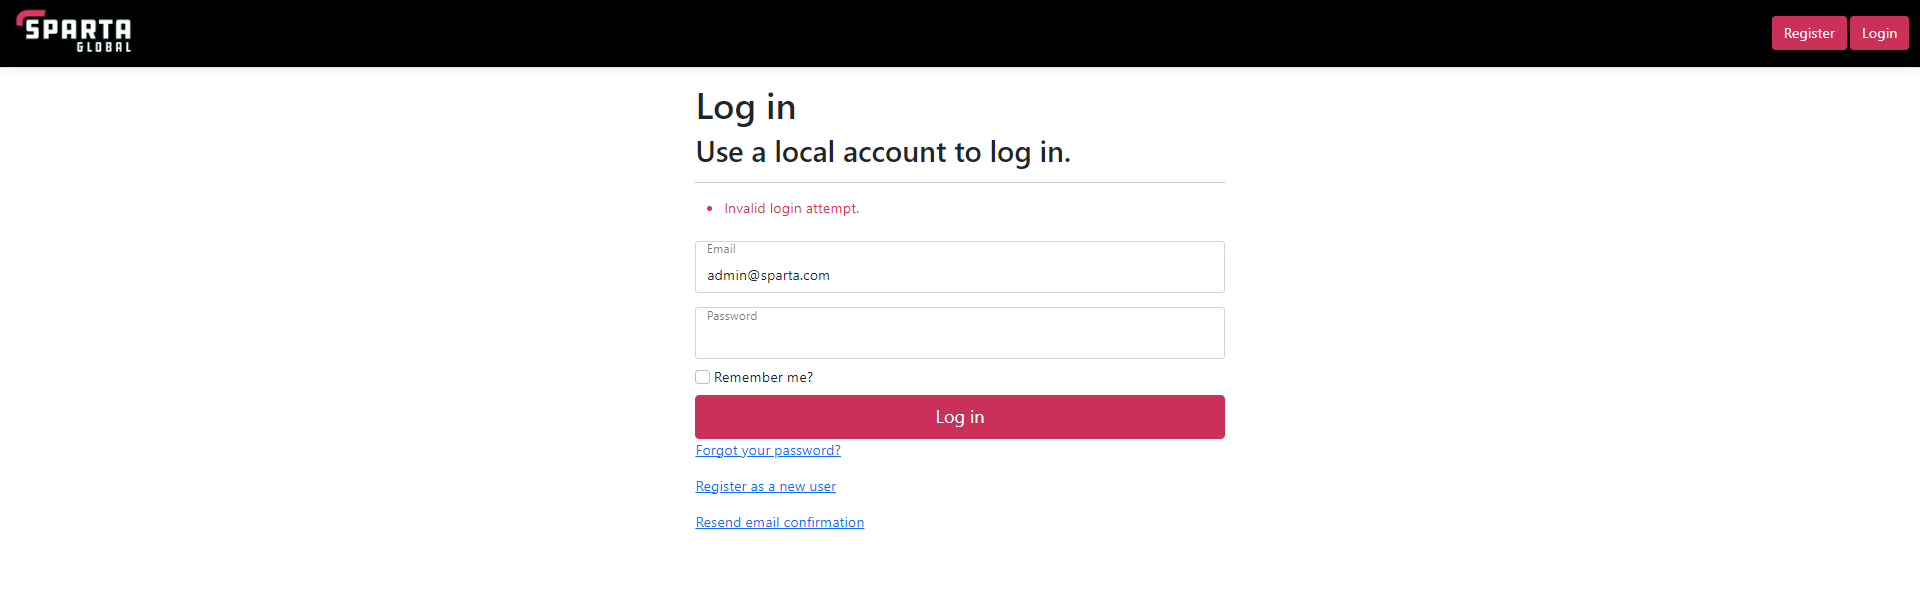 SPARTA
GLOBAL
Register
Login
Log in
Use a local account to log in.
Invalid login attempt.
Email
admin@sparta.com
Password
Remember me?
Log in
Forgot your password?
Register as a new user
Resend email confirmation